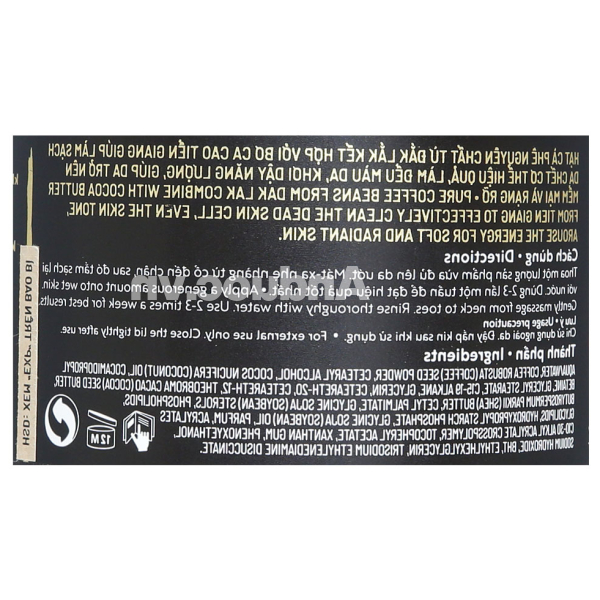 HẠT CÀ PHÊ NGUYÊN CHẤT TỪ ĐẮK LẮK KẾT HỢP VỚI BƠ CA CAO TIỀN GIANG GIÚP LÀM SẠCH
DA CHẾT CƠ THỂ HIỆU QUẢ, LÀM ĐỀU MÀU DA, KHƠI DẬY NĂNG LƯỢNG, GIÚP DA TRỞ NÊN
MỀM MẠI VÀ RẠNG RỠ • PURE COFFEE BEANS FROM DAK LAK COMBINE WITH COCOA BUTTER
FROM TIEN GIANG TO EFFECTIVELY CLEAN THE DEAD SKIN CELL, EVEN THE SKIN TONE,
AROUSE THE ENERGY FOR SOFT AND RADIANT SKIN.
Cách dùng • Directions
Thoa một lượng sản phẩm vừa đủ lên da ướt. Mát xa nhẹ nhàng từ cổ đến chân, sau đó tắm sạch lại
với nước. Dùng 2-3 lần một tuần để đạt hiệu quả tốt nhất • Apply a generous amount onto wet skin.
Gently massage from neck to toes. Rinse thoroughly with water. Use 2-3 times a week for best results
Lưu ý • Usage precaution
Chỉ sử dụng ngoài da. Đậy nắp kín sau khi sử dụng. • For external use only. Close the lid tightly after use.
Thành phần • Ingredients
AQUA/WATER, COFFEA ROBUSTA (COFFEE) SEED POWDER, CETEARYL ALCOHOL, COCOS NUCIFERA (COCONUT) OIL, COCAMIDOPROPYL
BETAINE, GLYCERYL STEARATE, C15-19 ALKANE, GLYCERIN, CETEARETH-20, CETEARETH-12, THEOBROMA CACAO (COCOA) SEED BUTTER,
BUTYROSPERMUM PARKII (SHEA) BUTTER, CETYL PALMITATE, GLYCINE SOJA (SOYBEAN) STEROLS, PHOSPHOLIPIDS,
GLYCOLIPIDS, HYDROXYPROPYL STARCH PHOSPHATE, GLYCINE SOJA (SOYBEAN) OIL, PARFUM, ACRYLATES
C10-30 ALKYL ACRYLATE CROSSPOLYMER, TOCOPHERYL ACETATE, XANTHAN GUM, PHENOXYETHANOL,
SODIUM HYDROXIDE, BHT, ETHYLHEXYLGLYCERIN, TRISODIUM ETHYLENEDIAMINE DISUCCINATE.
12M
HSD: XEM "EXP" TRÊN BAO BÌ
Anduoc.vn